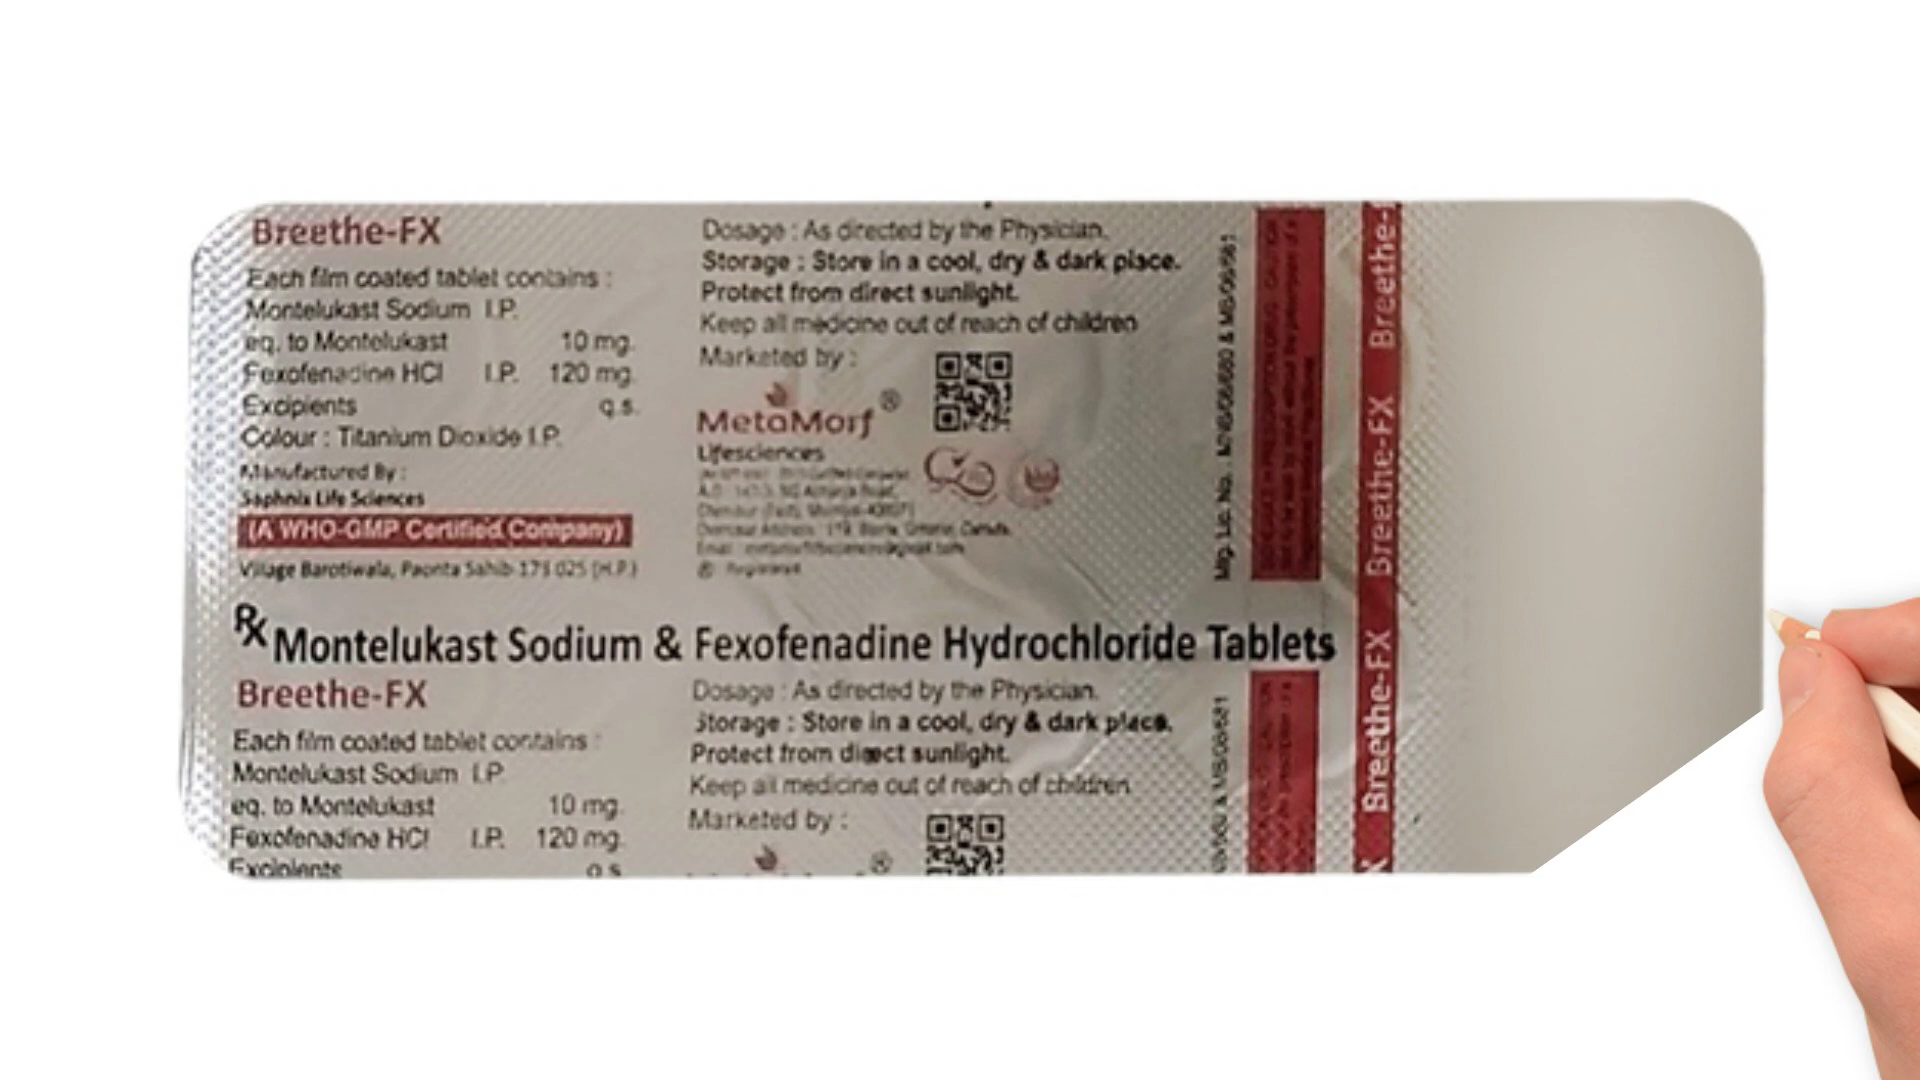 Breethe-FX
Each film coated tablet contains :
Montelukast Sodium I.P.
eq. to Montelukast 10 mg.
Fexofenadine HCl I.P. 120 mg.
Excipients q.s.
Colour : Titanium Dioxide I.P.
Manufactured By :
Saphnix Life Sciences
(A WHO-GMP Certified Company)
Village Barotiwala, Paonta Sahib-173 025 (H.P.)
Dosage : As directed by the Physician.
Storage : Store in a cool, dry & dark place.
Protect from direct sunlight.
Keep all medicine out of reach of children
Marketed by :
MetaMorf ®
Lifesciences
® : Registered
Mfg. Lic. No. :
Breethe-
Breethe-FX
Breethe-FX
X
Rx Montelukast Sodium & Fexofenadine Hydrochloride Tablets
Breethe-FX
Each film coated tablet contains :
Montelukast Sodium I.P.
eq. to Montelukast 10 mg.
Fexofenadine HCl I.P. 120 mg.
Excipients q.s.
Dosage : As directed by the Physician.
Storage : Store in a cool, dry & dark place.
Protect from direct sunlight.
Keep all medicine out of reach of children
Marketed by :
®